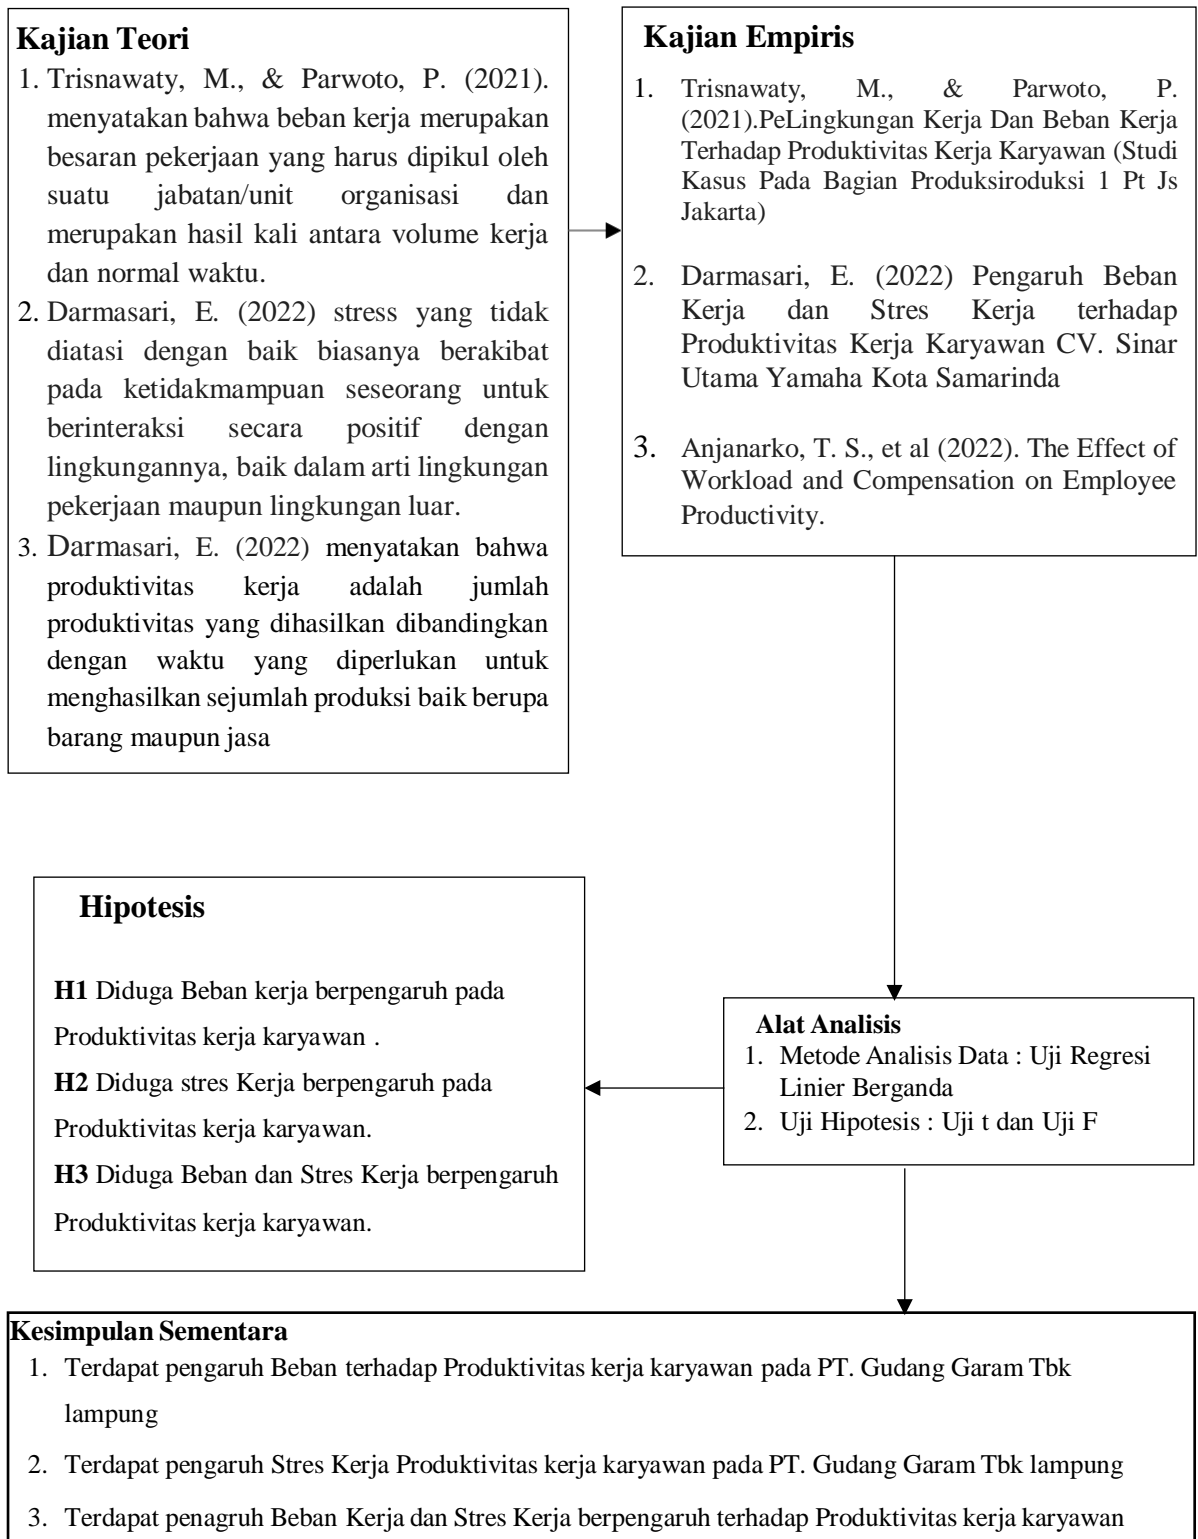 Kajian Teori
1. Trisnawaty, M., & Parwoto, P. (2021).
menyatakan bahwa beban kerja merupakan
besaran pekerjaan yang harus dipikul oleh
suatu jabatan/unit organisasi dan
merupakan hasil kali antara volume kerja
dan normal waktu.
2. Darmasari, E. (2022) stress yang tidak
diatasi dengan baik biasanya berakibat
pada ketidakmampuan seseorang untuk
berinteraksi secara positif dengan
lingkungannya, baik dalam arti lingkungan
pekerjaan maupun lingkungan luar.
3. Darmasari, E. (2022) menyatakan bahwa
produktivitas kerja adalah jumlah
produktivitas yang dihasilkan dibandingkan
dengan waktu yang diperlukan untuk
menghasilkan sejumlah produksi baik berupa
barang maupun jasa
Kajian Empiris
1. Trisnawaty, M., & Parwoto, P.
(2021).PeLingkungan Kerja Dan Beban Kerja
Terhadap Produktivitas Kerja Karyawan (Studi
Kasus Pada Bagian Produksiroduksi 1 Pt Js
Jakarta)
2. Darmasari, E. (2022) Pengaruh Beban
Kerja dan Stres Kerja terhadap
Produktivitas Kerja Karyawan CV. Sinar
Utama Yamaha Kota Samarinda
3. Anjanarko, T. S., et al (2022). The Effect of
Workload and Compensation on Employee
Productivity.
Hipotesis
H1 Diduga Beban kerja berpengaruh pada
Produktivitas kerja karyawan .
H2 Diduga stres Kerja berpengaruh pada
Produktivitas kerja karyawan.
H3 Diduga Beban dan Stres Kerja berpengaruh
Produktivitas kerja karyawan.
Alat Analisis
1. Metode Analisis Data : Uji Regresi
Linier Berganda
2. Uji Hipotesis : Uji t dan Uji F
Kesimpulan Sementara
1. Terdapat pengaruh Beban terhadap Produktivitas kerja karyawan pada PT. Gudang Garam Tbk
lampung
2. Terdapat pengaruh Stres Kerja Produktivitas kerja karyawan pada PT. Gudang Garam Tbk lampung
3. Terdapat penagruh Beban Kerja dan Stres Kerja berpengaruh terhadap Produktivitas kerja karyawan